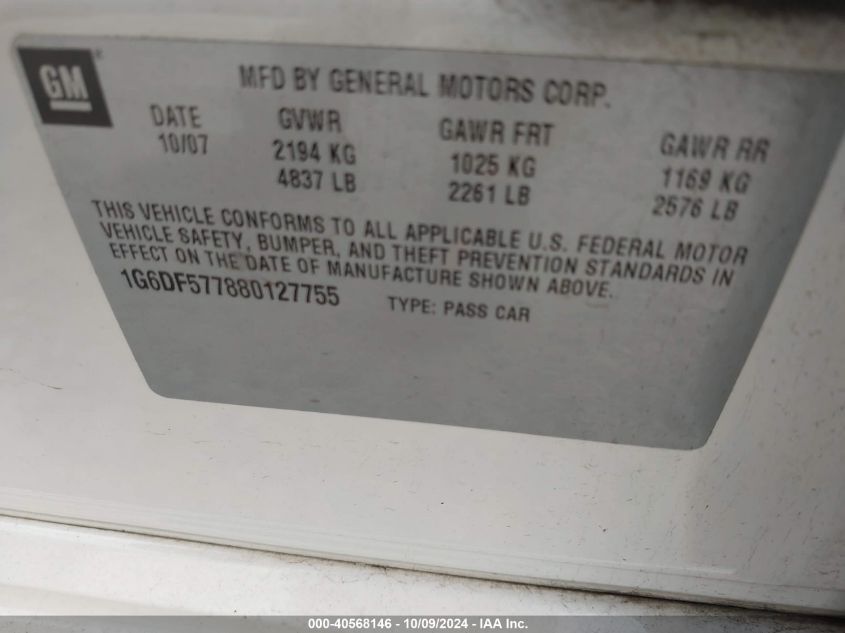 GM®
MFD BY GENERAL MOTORS CORP.
DATE GVWR GAWR FRT GAWR RR
10/07 2194 KG 1025 KG 1169 KG
4837 LB 2261 LB 2576 LB
THIS VEHICLE CONFORMS TO ALL APPLICABLE U.S. FEDERAL MOTOR
VEHICLE SAFETY, BUMPER, AND THEFT PREVENTION STANDARDS IN
EFFECT ON THE DATE OF MANUFACTURE SHOWN ABOVE.
1G6DF577880127755 TYPE: PASS CAR
000-40568146 - 10/09/2024 - IAA Inc.